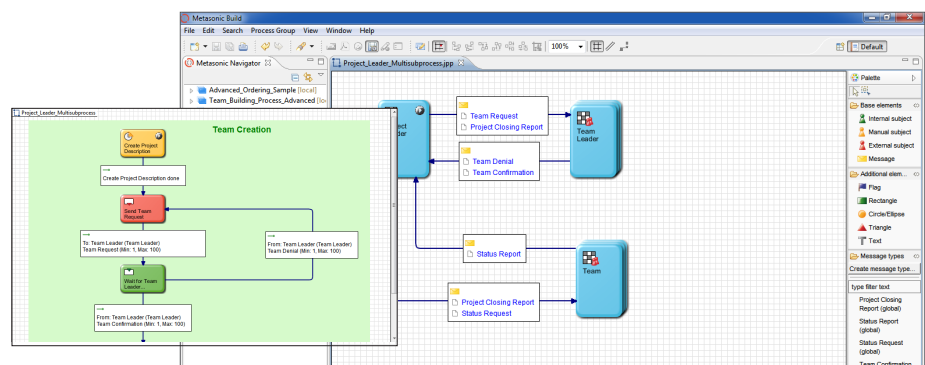 Metasonic Build
File Edit Search Process Group View Window Help
100%
Default
Metasonic Navigator
Project_Leader_Multisubprocess.jpp
Advanced_Ordering_Sample [local]
Team_Building_Process_Advanced [loc
Project_Leader_Multisubprocess
Team Creation
Create Project
Description
Create Project Description done
Send Team
Request
To: Team Leader (Team Leader)
Team Request (Min: 1, Max: 100)
From: Team Leader (Team Leader)
Team Denial (Min: 1, Max: 100)
Wait for Team
Leader...
From: Team Leader (Team Leader)
Team Confirmation (Min: 1, Max: 100)
Team Request
Project Closing Report
Team
Leader
Team Denial
Team Confirmation
Status Report
Team
Project Closing Report
Status Request
Palette
Base elements
Internal subject
Manual subject
External subject
Message
Additional elem...
Flag
Rectangle
Circle/Ellipse
Triangle
Text
Message types
Create message type...
type filter text
Project Closing
Report (global)
Status Report
(global)
Status Request
(global)
Team Confirmation